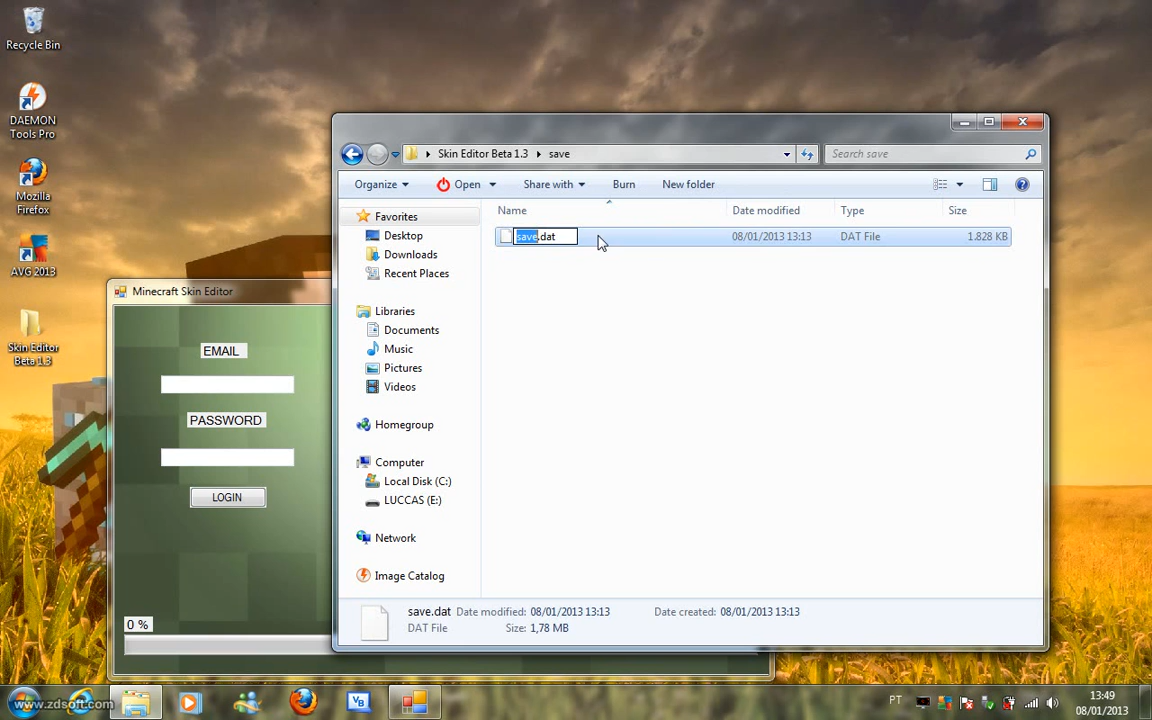 Recycle Bin
DAEMON
Tools Pro
Mozilla
Firefox
AVG 2013
Skin Editor
Beta 1.3
Minecraft Skin Editor
EMAIL
PASSWORD
LOGIN
0 %
Skin Editor Beta 1.3 save
Search save
Organize Open Share with Burn New folder
Favorites
Desktop
Downloads
Recent Places
Libraries
Documents
Music
Pictures
Videos
Homegroup
Computer
Local Disk (C:)
LUCCAS (E:)
Network
Image Catalog
Name Date modified Type Size
save.dat 08/01/2013 13:13 DAT File 1.828 KB
save.dat Date modified: 08/01/2013 13:13 Date created: 08/01/2013 13:13
DAT File Size: 1,78 MB
www.zdsoft.com
VB
PT
13:49
08/01/2013